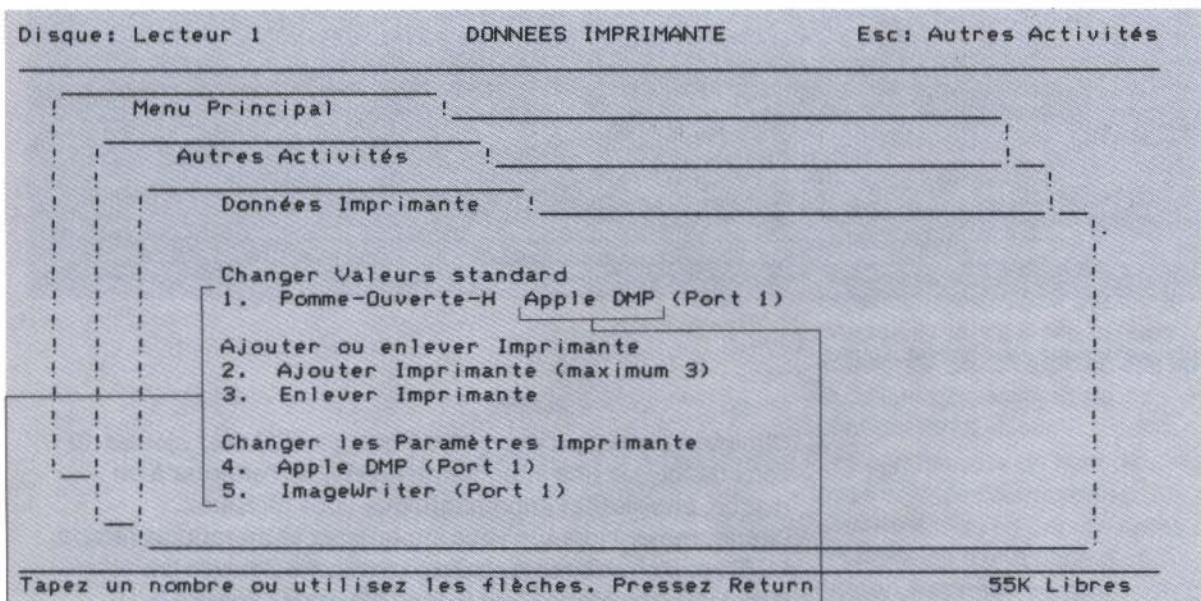 Disque: Lecteur 1 DONNEES IMPRIMANTE Esc: Autres Activités
Menu Principal
Autres Activités
Données Imprimante
Changer Valeurs standard
1. Pomme-Ouverte-H Apple DMP (Port 1)
Ajouter ou enlever Imprimante
2. Ajouter Imprimante (maximum 3)
3. Enlever Imprimante
Changer les Paramètres Imprimante
4. Apple DMP (Port 1)
5. ImageWriter (Port 1)
Tapez un nombre ou utilisez les flèches. Pressez Return 55K Libres